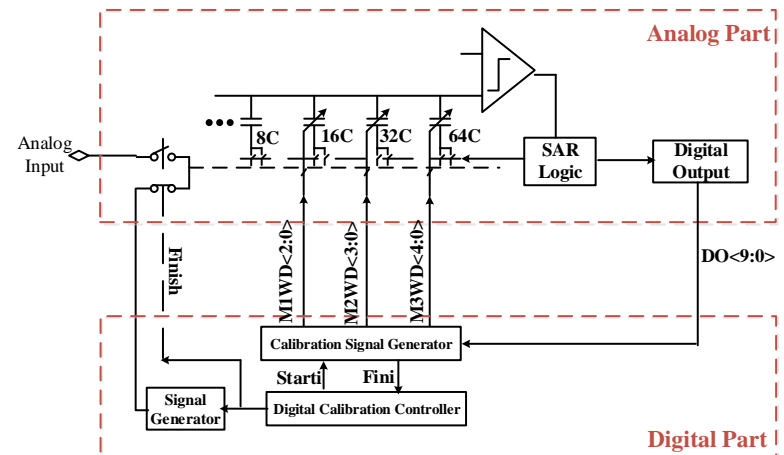 Analog Part
8C
16C
32C
64C
Analog
Input
SAR
Logic
Digital
Output
Finish
M1WD<2:0>
M2WD<3:0>
M3WD<4:0>
DO<9:0>
Calibration Signal Generator
Starti
Fini
Signal
Generator
Digital Calibration Controller
Digital Part